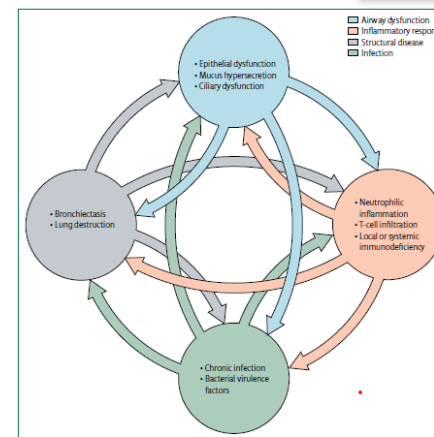 Airway dysfunction
Inflammatory respon
Structural disease
Infection
• Epithelial dysfunction
• Mucus hypersecretion
• Ciliary dysfunction
• Bronchiectasis
• Lung destruction
• Neutrophilic
inflammation
• T-cell infiltration
• Local or systemic
immunodeficiency
• Chronic infection
• Bacterial virulence
factors